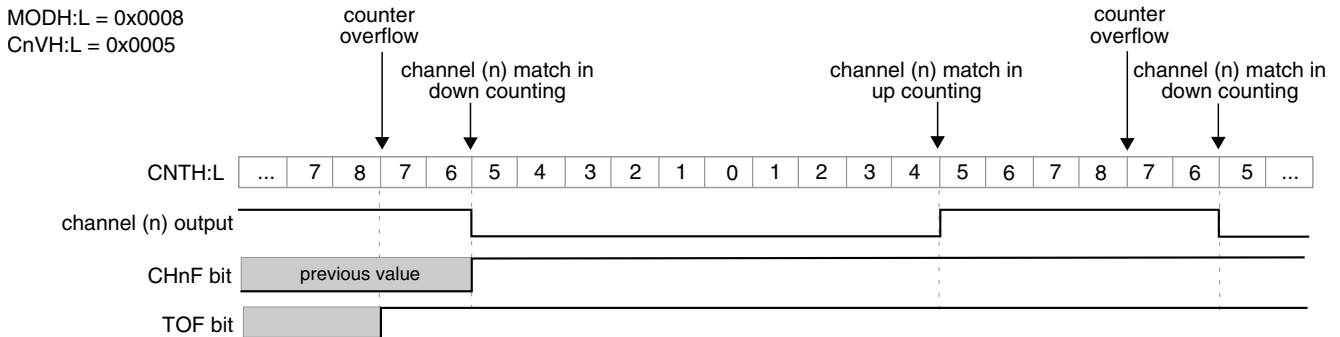 MODH:L = 0x0008
CnVH:L = 0x0005
counter
overflow
channel (n) match in
down counting
channel (n) match in
up counting
counter
overflow
channel (n) match in
down counting
CNTH:L ... 7 8 7 6 5 4 3 2 1 0 1 2 3 4 5 6 7 8 7 6 5 ...
channel (n) output
CHnF bit previous value
TOF bit